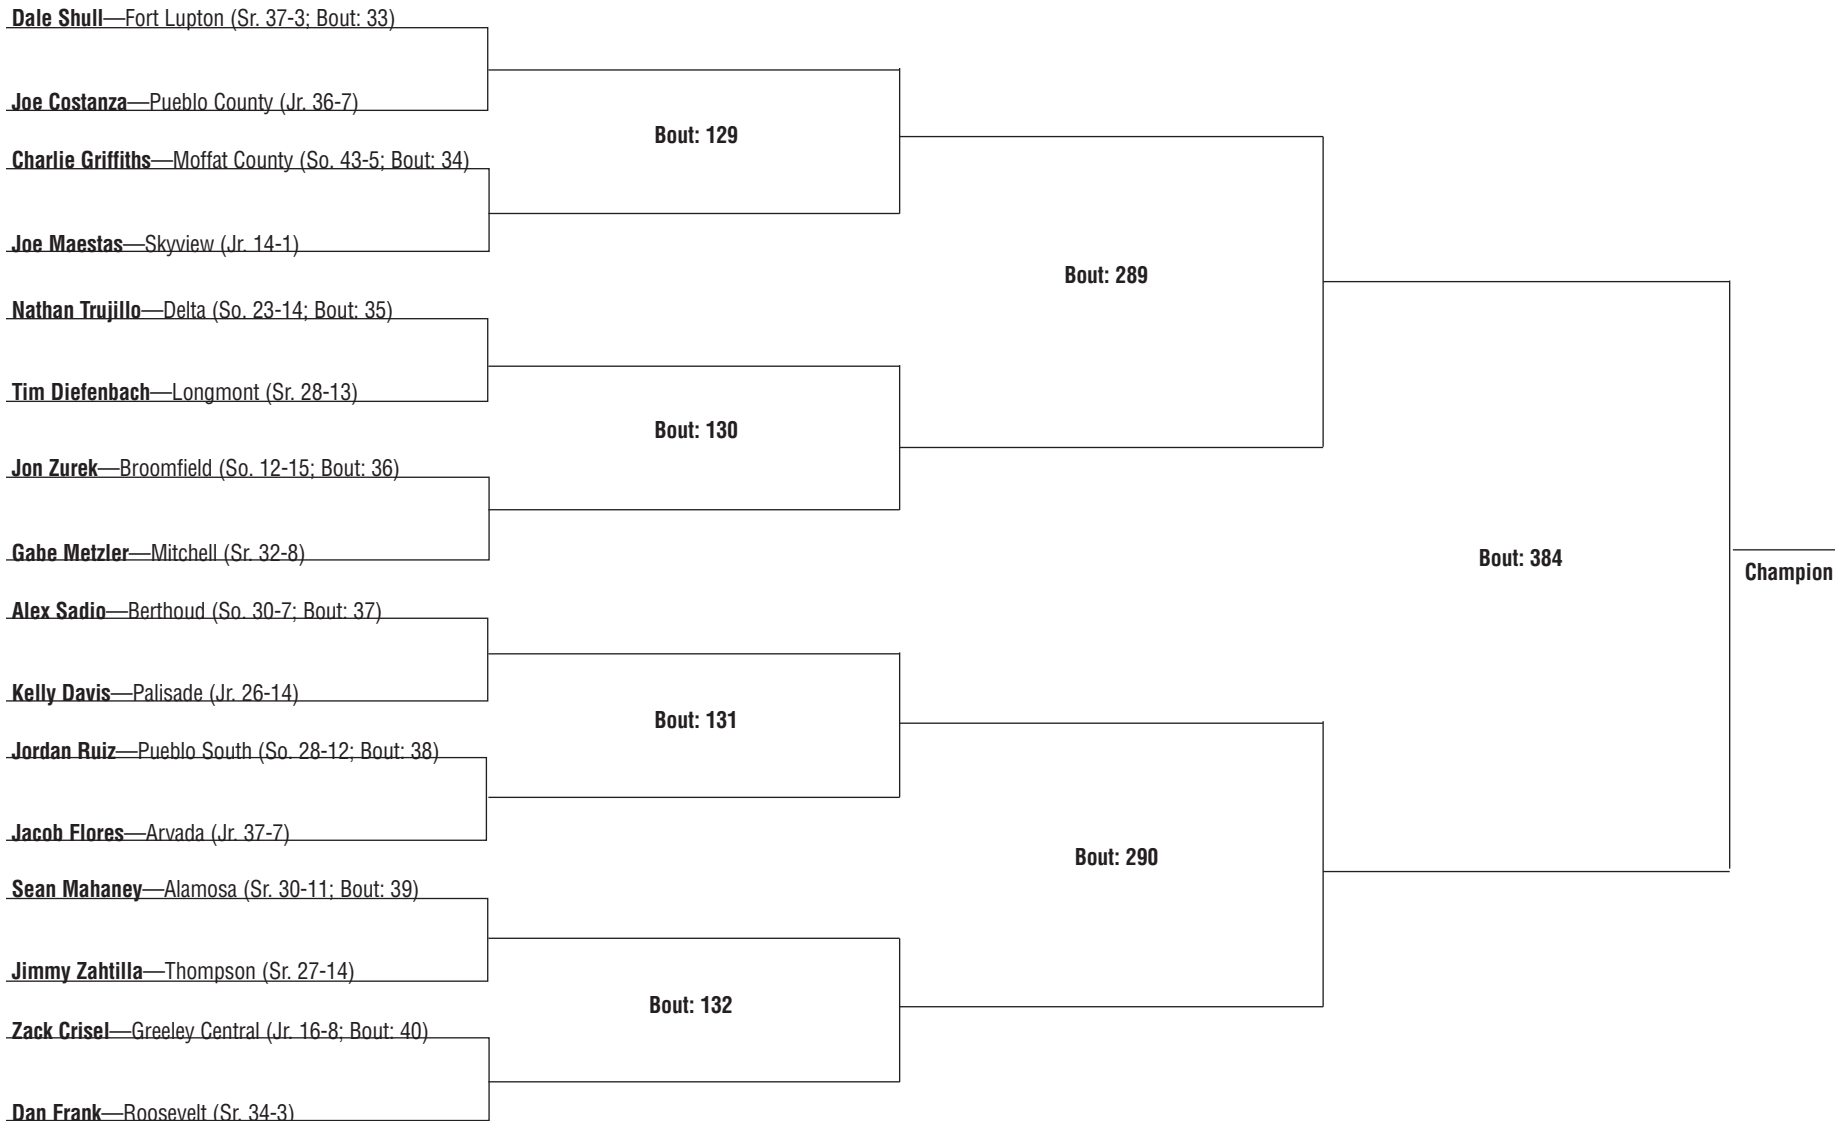 Dale Shull—Fort Lupton (Sr. 37-3; Bout: 33)
Joe Costanza—Pueblo County (Jr. 36-7)
Bout: 129
Charlie Griffiths—Moffat County (So. 43-5; Bout: 34)
Joe Maestas—Skyview (Jr. 14-1)
Bout: 289
Nathan Trujillo—Delta (So. 23-14; Bout: 35)
Tim Diefenbach—Longmont (Sr. 28-13)
Bout: 130
Jon Zurek—Broomfield (So. 12-15; Bout: 36)
Gabe Metzler—Mitchell (Sr. 32-8)
Bout: 384
Champion
Alex Sadio—Berthoud (So. 30-7; Bout: 37)
Kelly Davis—Palisade (Jr. 26-14)
Bout: 131
Jordan Ruiz—Pueblo South (So. 28-12; Bout: 38)
Jacob Flores—Arvada (Jr. 37-7)
Bout: 290
Sean Mahaney—Alamosa (Sr. 30-11; Bout: 39)
Jimmy Zahtilla—Thompson (Sr. 27-14)
Bout: 132
Zack Crisel—Greeley Central (Jr. 16-8; Bout: 40)
Dan Frank—Roosevelt (Sr. 34-3)